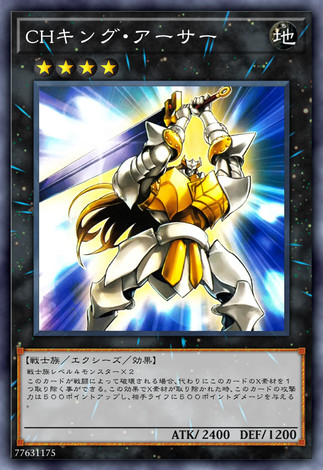 CHキング・アーサー
地
【戦士族／エクシーズ／効果】
戦士族レベル４モンスター×２
このカードが戦闘によって破壊される場合、代わりにこのカードのX素材を１
つ取り除く事ができる。この効果でX素材が取り除かれた時、このカードの攻撃
力は５００ポイントアップし、相手ライフに５００ポイントダメージを与える
ATK/ 2400 DEF/ 1200
77631175